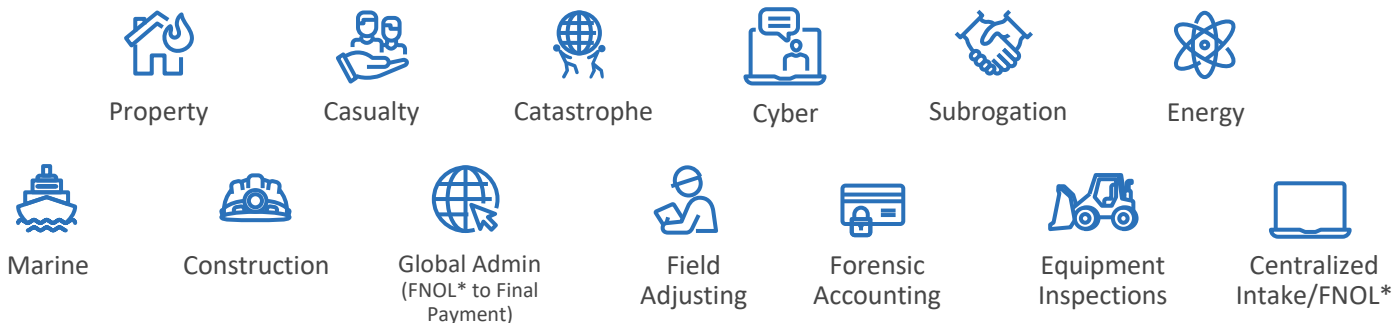 Property
Casualty
Catastrophe
Cyber
Subrogation
Energy
Marine
Construction
Global Admin
(FNOL* to Final
Payment)
Field
Adjusting
Forensic
Accounting
Equipment
Inspections
Centralized
Intake/FNOL*